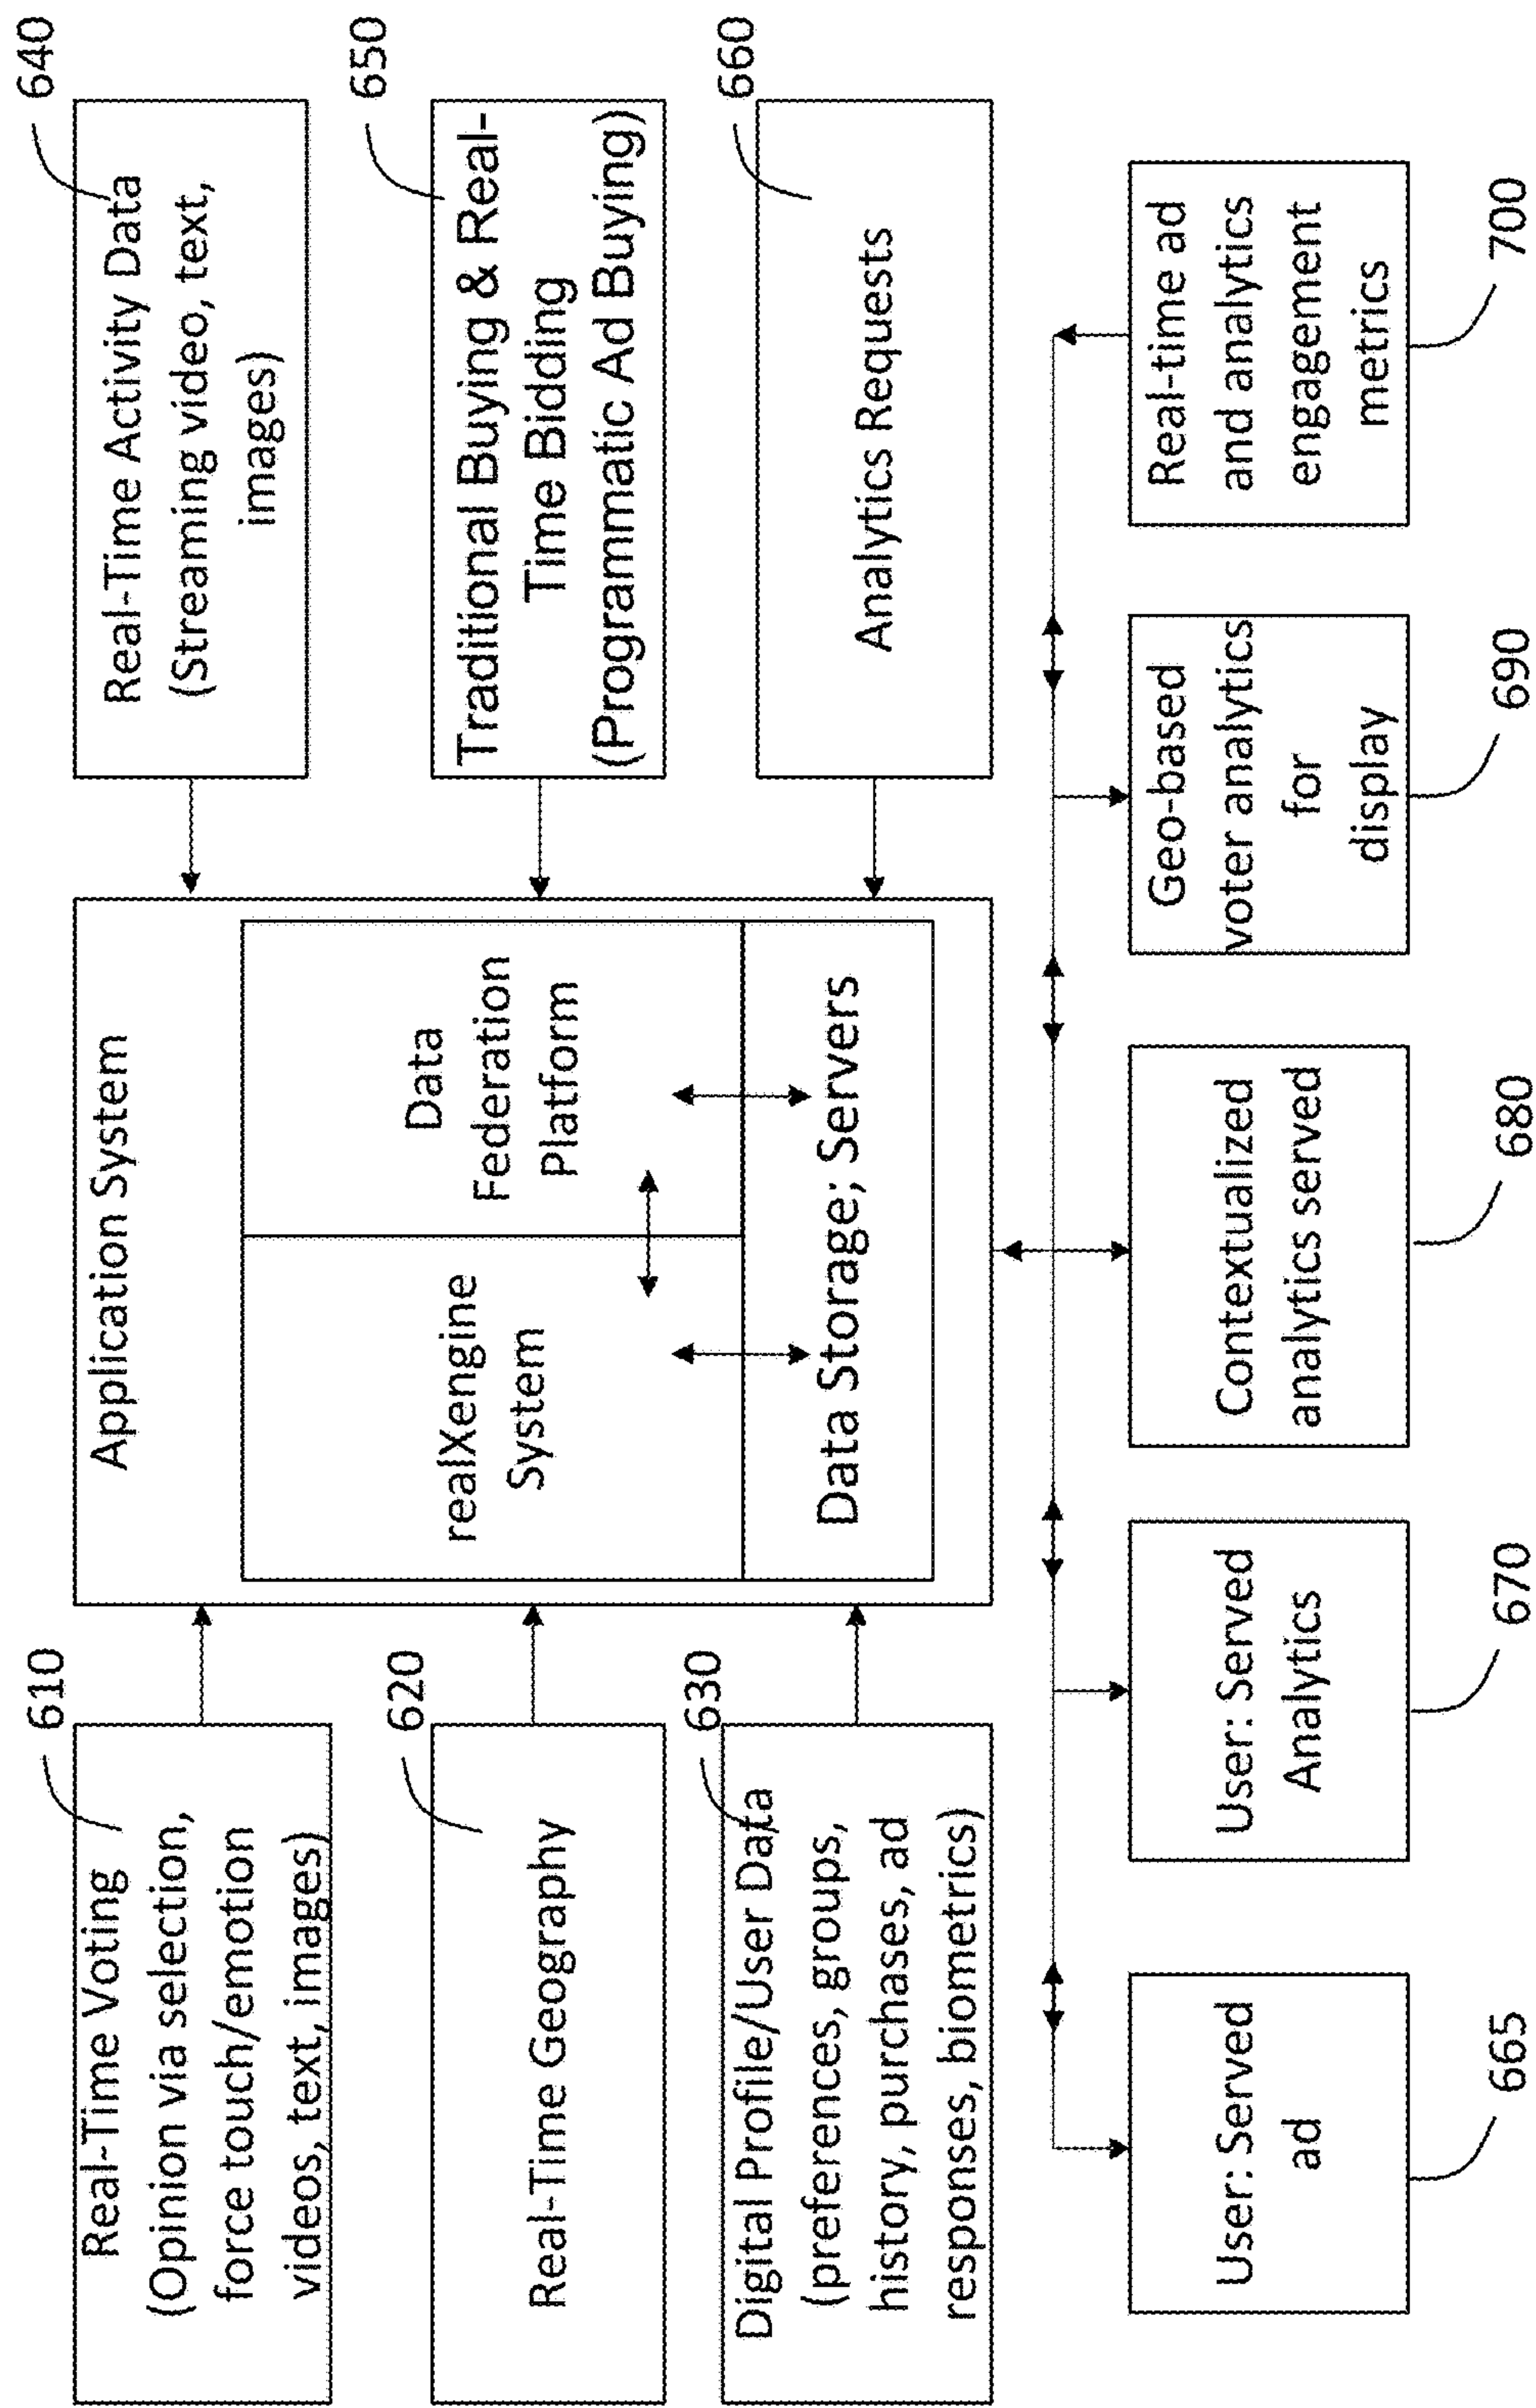 610
Real-Time Voting
(Opinion via selection,
force touch/emotion
videos, text, images)
620
Real-Time Geography
630
Digital Profile/User Data
(preferences, groups,
history, purchases, ad
responses, biometrics)
Application System
realXengine
System
Data
Federation
Platform
Data Storage; Servers
640
Real-Time Activity Data
(Streaming video, text,
images)
650
Traditional Buying & Real-
Time Bidding
(Programmatic Ad Buying)
660
Analytics Requests
User: Served
ad
665
User: Served
Analytics
670
Contextualized
analytics served
680
Geo-based
voter analytics
for
display
690
Real-time ad
and analytics
engagement
metrics
700